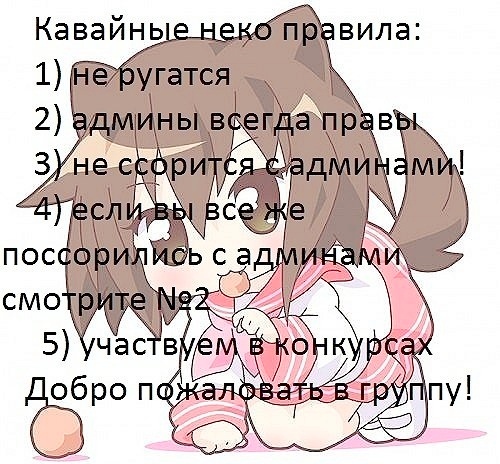 Кавайные неко правила:
1) не ругатся
2) админы всегда правы
3) не ссорится с админами!
4) если вы все же
поссорились с админами
смотрите №2
5) участвуем в конкурсах
Добро пожаловать в группу!